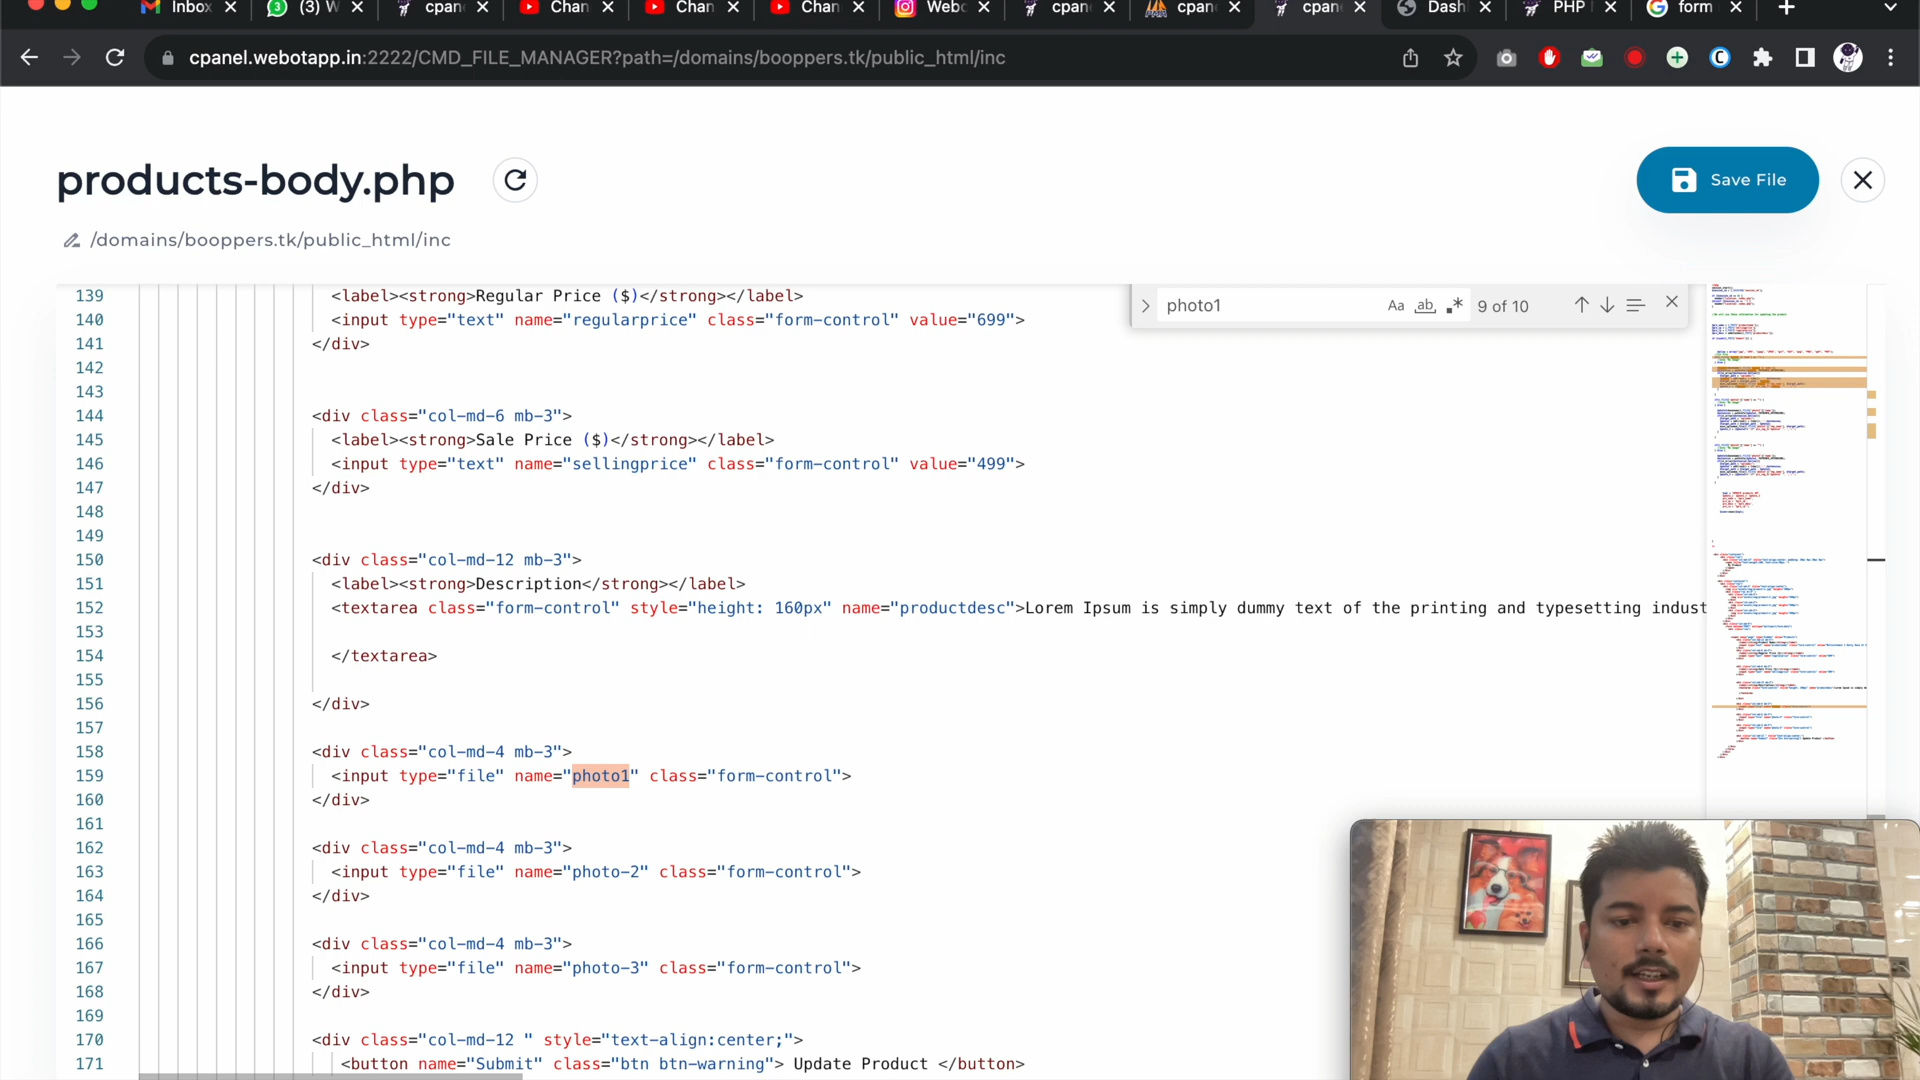 Inbox
(3) W
cpan
Chan
Chan
Chan
Webc
cpan
cpan
cpan
Dash
PHP
form
cpanel.webotapp.in:2222/CMD_FILE_MANAGER?path=/domains/booppers.tk/public_html/inc
products-body.php
Save File
/domains/booppers.tk/public_html/inc
photo1
Aa
ab
9 of 10
139 <label><strong>Regular Price ($)</strong></label>
140 <input type="text" name="regularprice" class="form-control" value="699">
141 </div>
142
143
144 <div class="col-md-6 mb-3">
145 <label><strong>Sale Price ($)</strong></label>
146 <input type="text" name="sellingprice" class="form-control" value="499">
147 </div>
148
149
150 <div class="col-md-12 mb-3">
151 <label><strong>Description</strong></label>
152 <textarea class="form-control" style="height: 160px" name="productdesc">Lorem Ipsum is simply dummy text of the printing and typesetting indust
153
154 </textarea>
155
156 </div>
157
158 <div class="col-md-4 mb-3">
159 <input type="file" name="photo1" class="form-control">
160 </div>
161
162 <div class="col-md-4 mb-3">
163 <input type="file" name="photo-2" class="form-control">
164 </div>
165
166 <div class="col-md-4 mb-3">
167 <input type="file" name="photo-3" class="form-control">
168 </div>
169
170 <div class="col-md-12 " style="text-align:center;">
171 <button name="Submit" class="btn btn-warning"> Update Product </button>